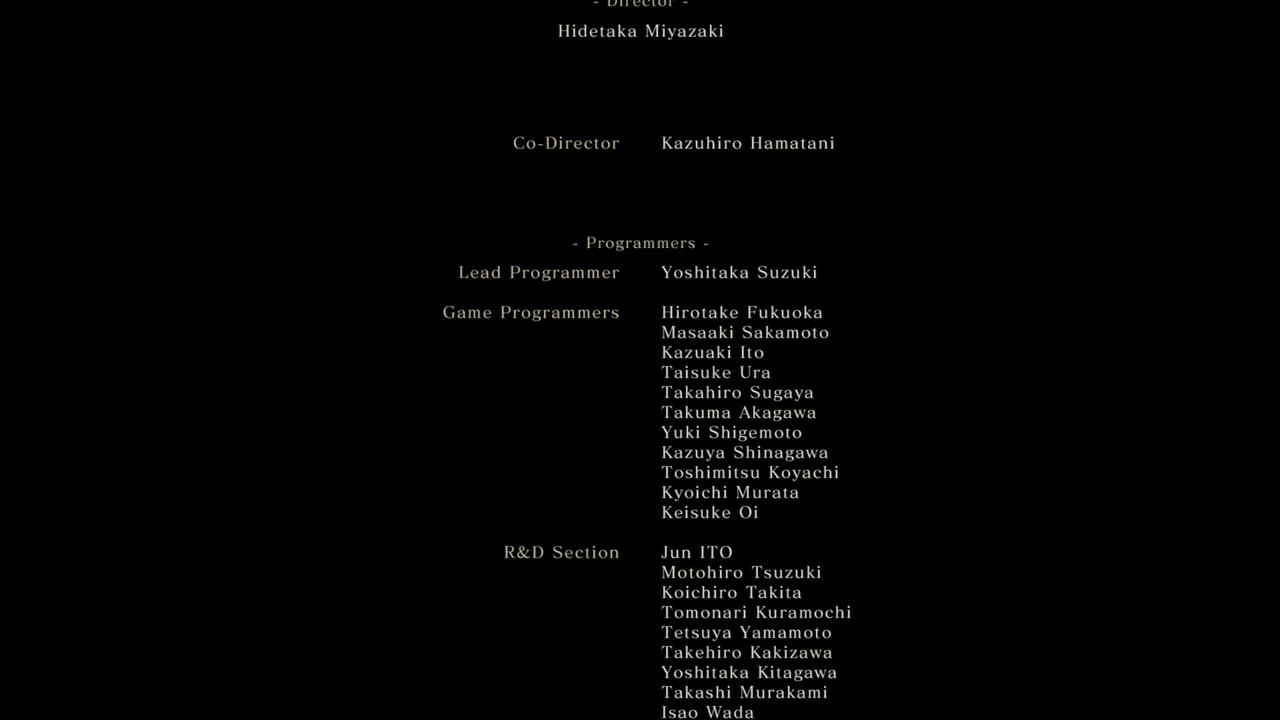 - Director -
Hidetaka Miyazaki
Co-Director Kazuhiro Hamatani
- Programmers -
Lead Programmer Yoshitaka Suzuki
Game Programmers Hirotake Fukuoka
Masaaki Sakamoto
Kazuaki Ito
Taisuke Ura
Takahiro Sugaya
Takuma Akagawa
Yuki Shigemoto
Kazuya Shinagawa
Toshimitsu Koyachi
Kyoichi Murata
Keisuke Oi
R&D Section Jun ITO
Motohiro Tsuzuki
Koichiro Takita
Tomonari Kuramochi
Tetsuya Yamamoto
Takehiro Kakizawa
Yoshitaka Kitagawa
Takashi Murakami
Isao Wada